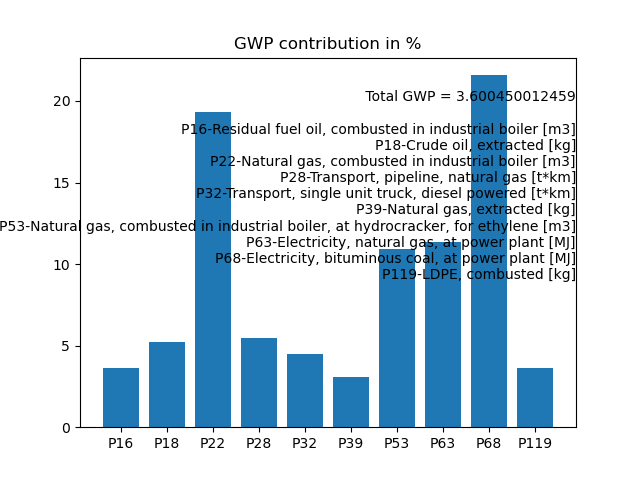 GWP contribution in %
Total GWP = 3.600450012459
P16-Residual fuel oil, combusted in industrial boiler [m3]
P18-Crude oil, extracted [kg]
P22-Natural gas, combusted in industrial boiler [m3]
P28-Transport, pipeline, natural gas [t*km]
P32-Transport, single unit truck, diesel powered [t*km]
P39-Natural gas, extracted [kg]
P53-Natural gas, combusted in industrial boiler, at hydrocracker, for ethylene [m3]
P63-Electricity, natural gas, at power plant [MJ]
P68-Electricity, bituminous coal, at power plant [MJ]
P119-LDPE, combusted [kg]
20
15
10
5
0
P16 P18 P22 P28 P32 P39 P53 P63 P68 P119